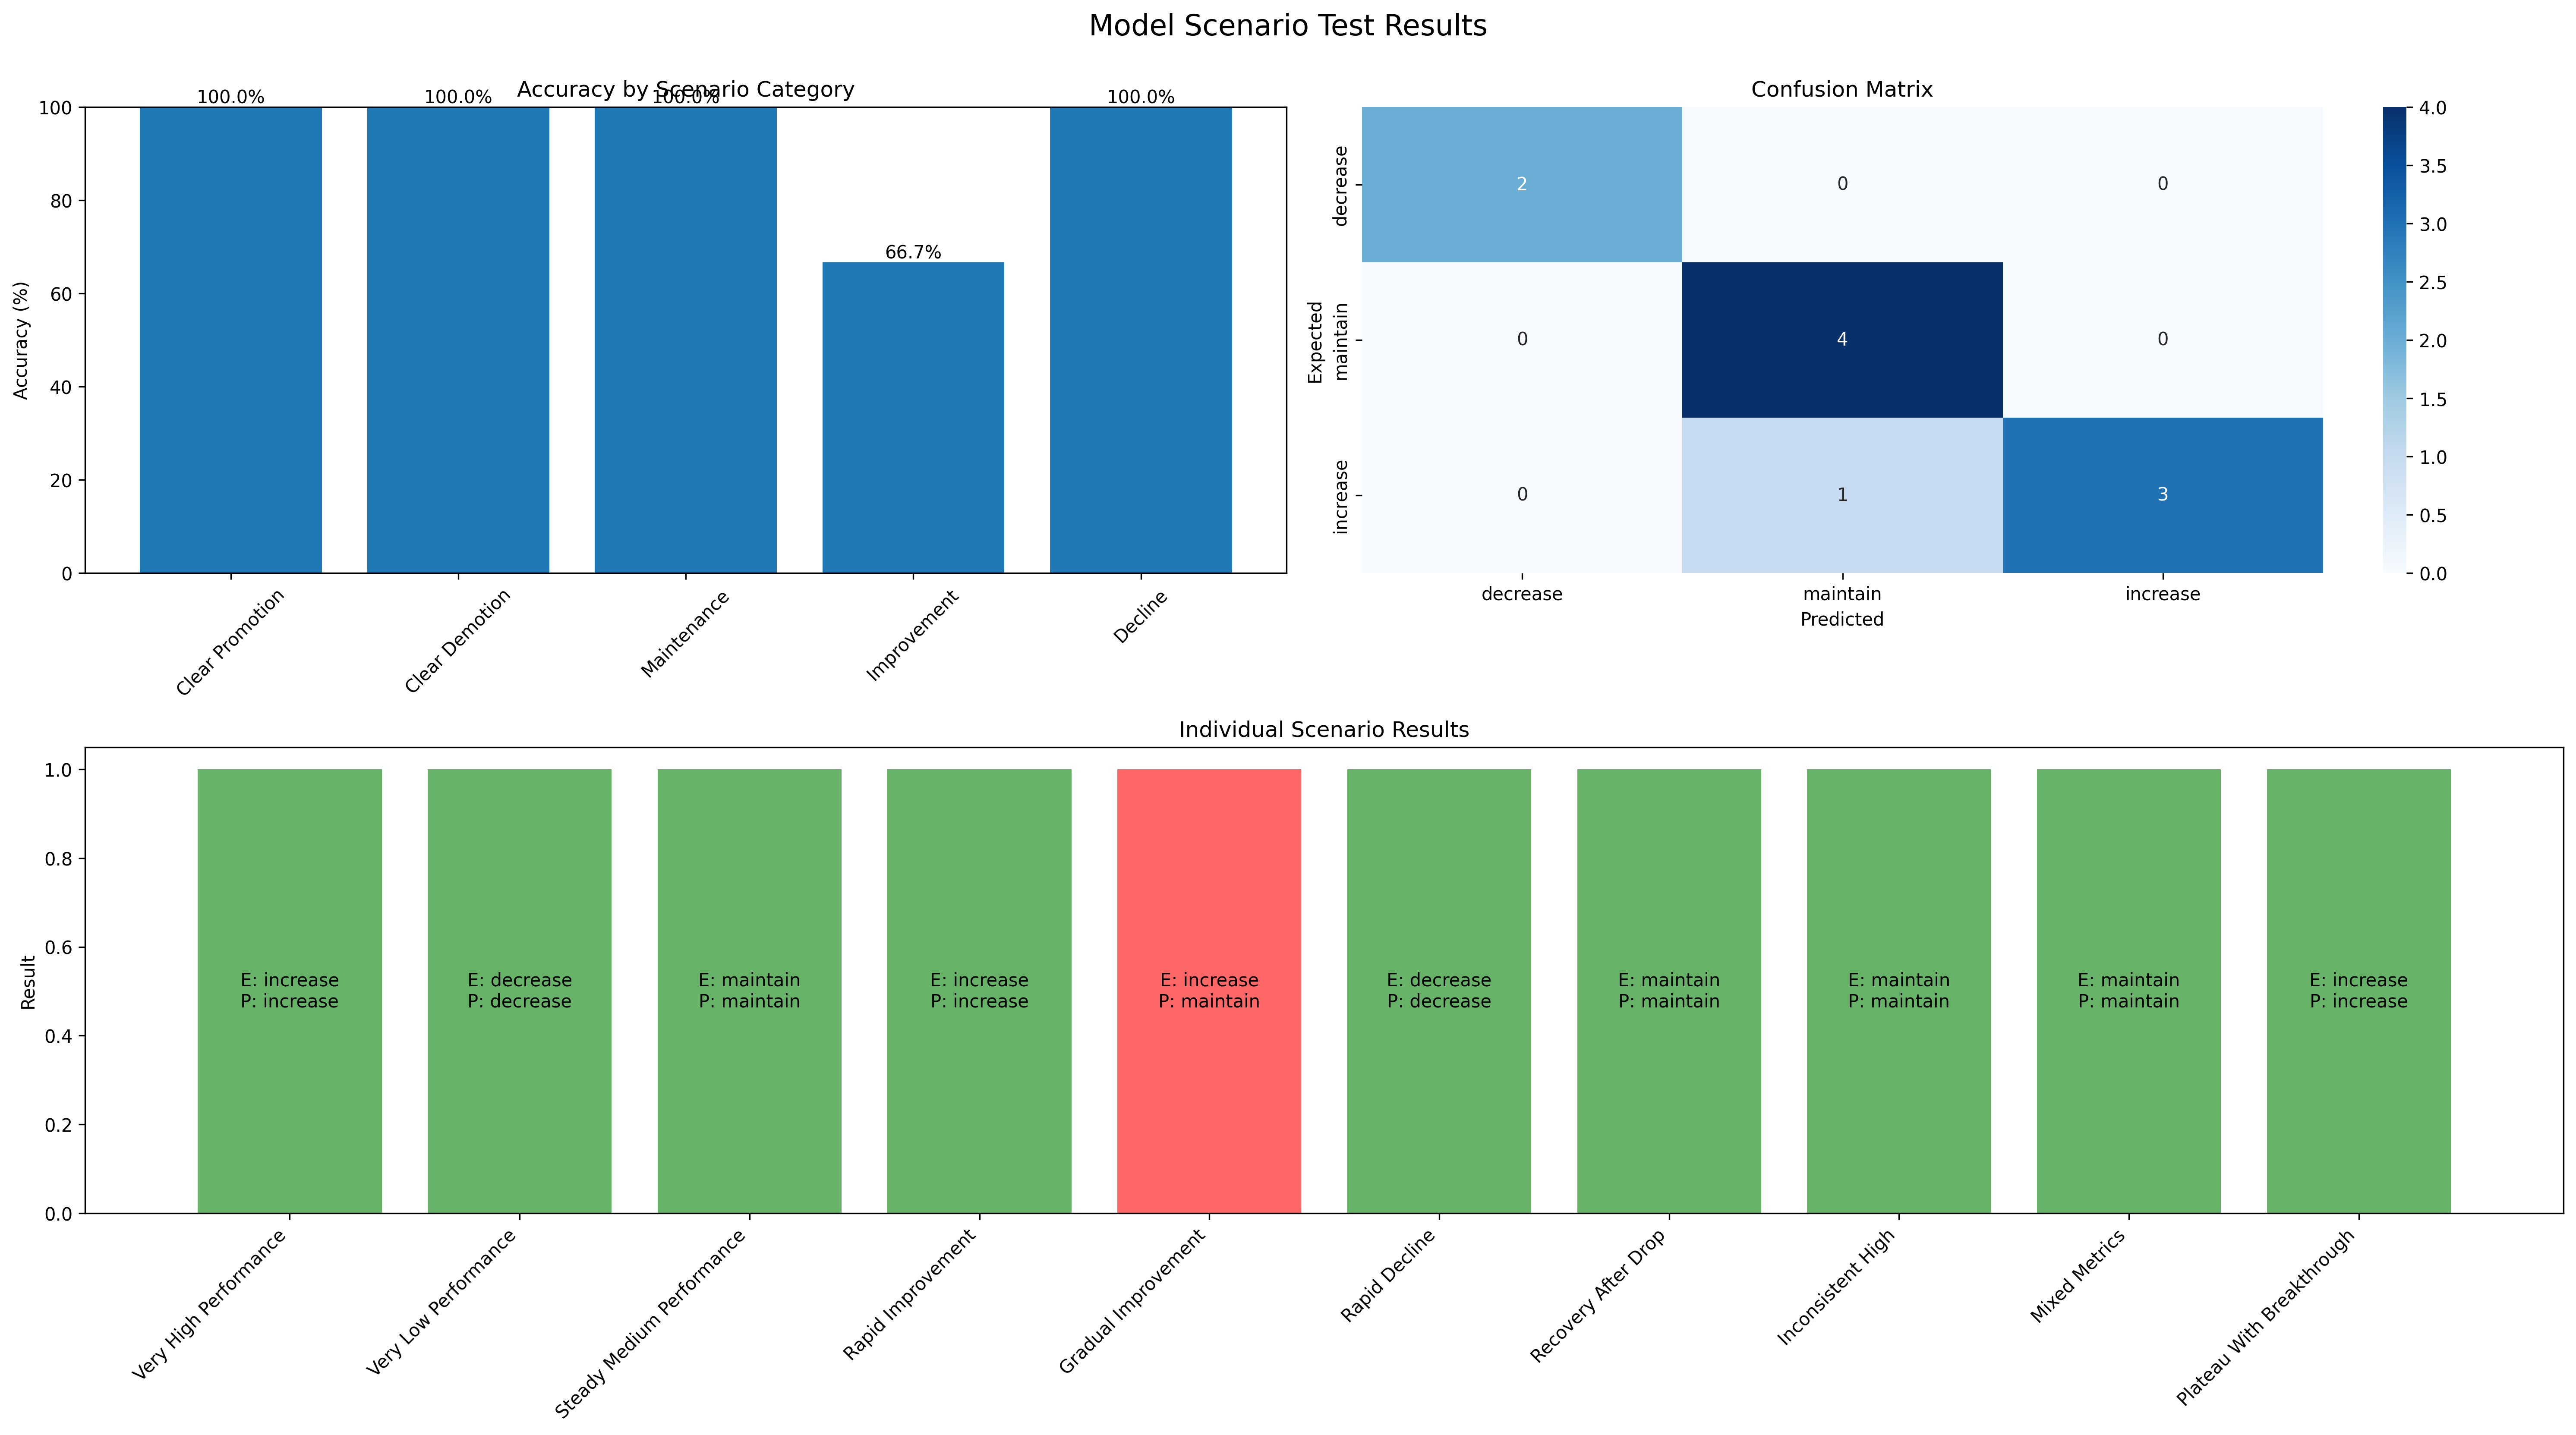 Model Scenario Test Results
Accuracy by Scenario Category
100.0%
100.0%
100.0%
66.7%
100.0%
100
80
60
40
20
0
Accuracy (%)
Clear Promotion
Clear Demotion
Maintenance
Improvement
Decline
Confusion Matrix
Expected
decrease
maintain
increase
2
0
0
0
4
0
0
1
3
decrease
maintain
increase
Predicted
4.0
3.5
3.0
2.5
2.0
1.5
1.0
0.5
0.0
Individual Scenario Results
1.0
0.8
0.6
0.4
0.2
0.0
Result
E: increase
P: increase
E: decrease
P: decrease
E: maintain
P: maintain
E: increase
P: increase
E: increase
P: maintain
E: decrease
P: decrease
E: maintain
P: maintain
E: maintain
P: maintain
E: maintain
P: maintain
E: increase
P: increase
Very High Performance
Very Low Performance
Steady Medium Performance
Rapid Improvement
Gradual Improvement
Rapid Decline
Recovery After Drop
Inconsistent High
Mixed Metrics
Plateau With Breakthrough